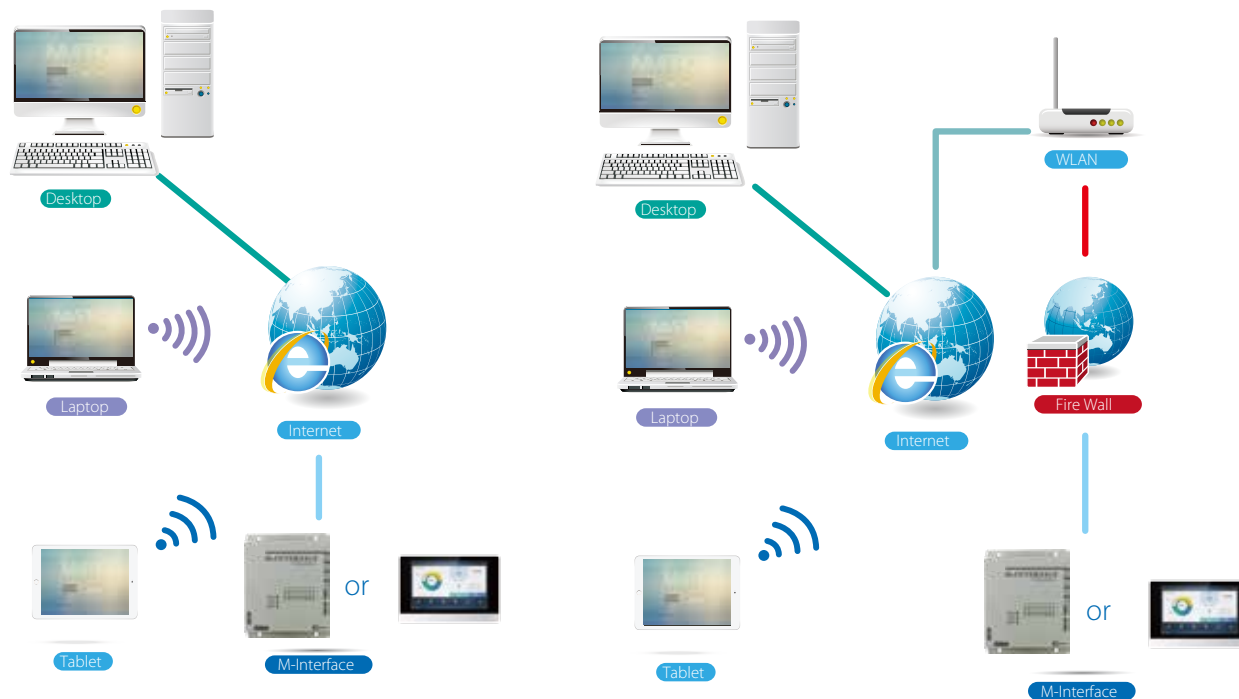 Desktop
Laptop
Internet
Tablet
or
M-Interface
WLAN
Desktop
Laptop
Internet
Fire Wall
Tablet
or
M-Interface